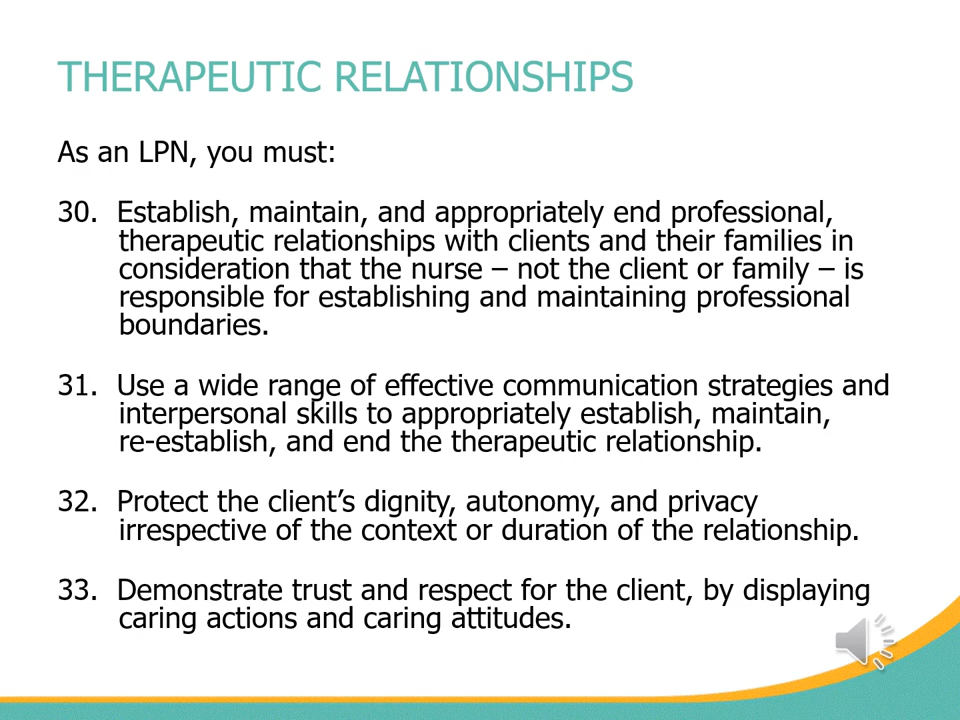 THERAPEUTIC RELATIONSHIPS
As an LPN, you must:
30. Establish, maintain, and appropriately end professional,
therapeutic relationships with clients and their families in
consideration that the nurse – not the client or family – is
responsible for establishing and maintaining professional
boundaries.
31. Use a wide range of effective communication strategies and
interpersonal skills to appropriately establish, maintain,
re-establish, and end the therapeutic relationship.
32. Protect the client’s dignity, autonomy, and privacy
irrespective of the context or duration of the relationship.
33. Demonstrate trust and respect for the client, by displaying
caring actions and caring attitudes.